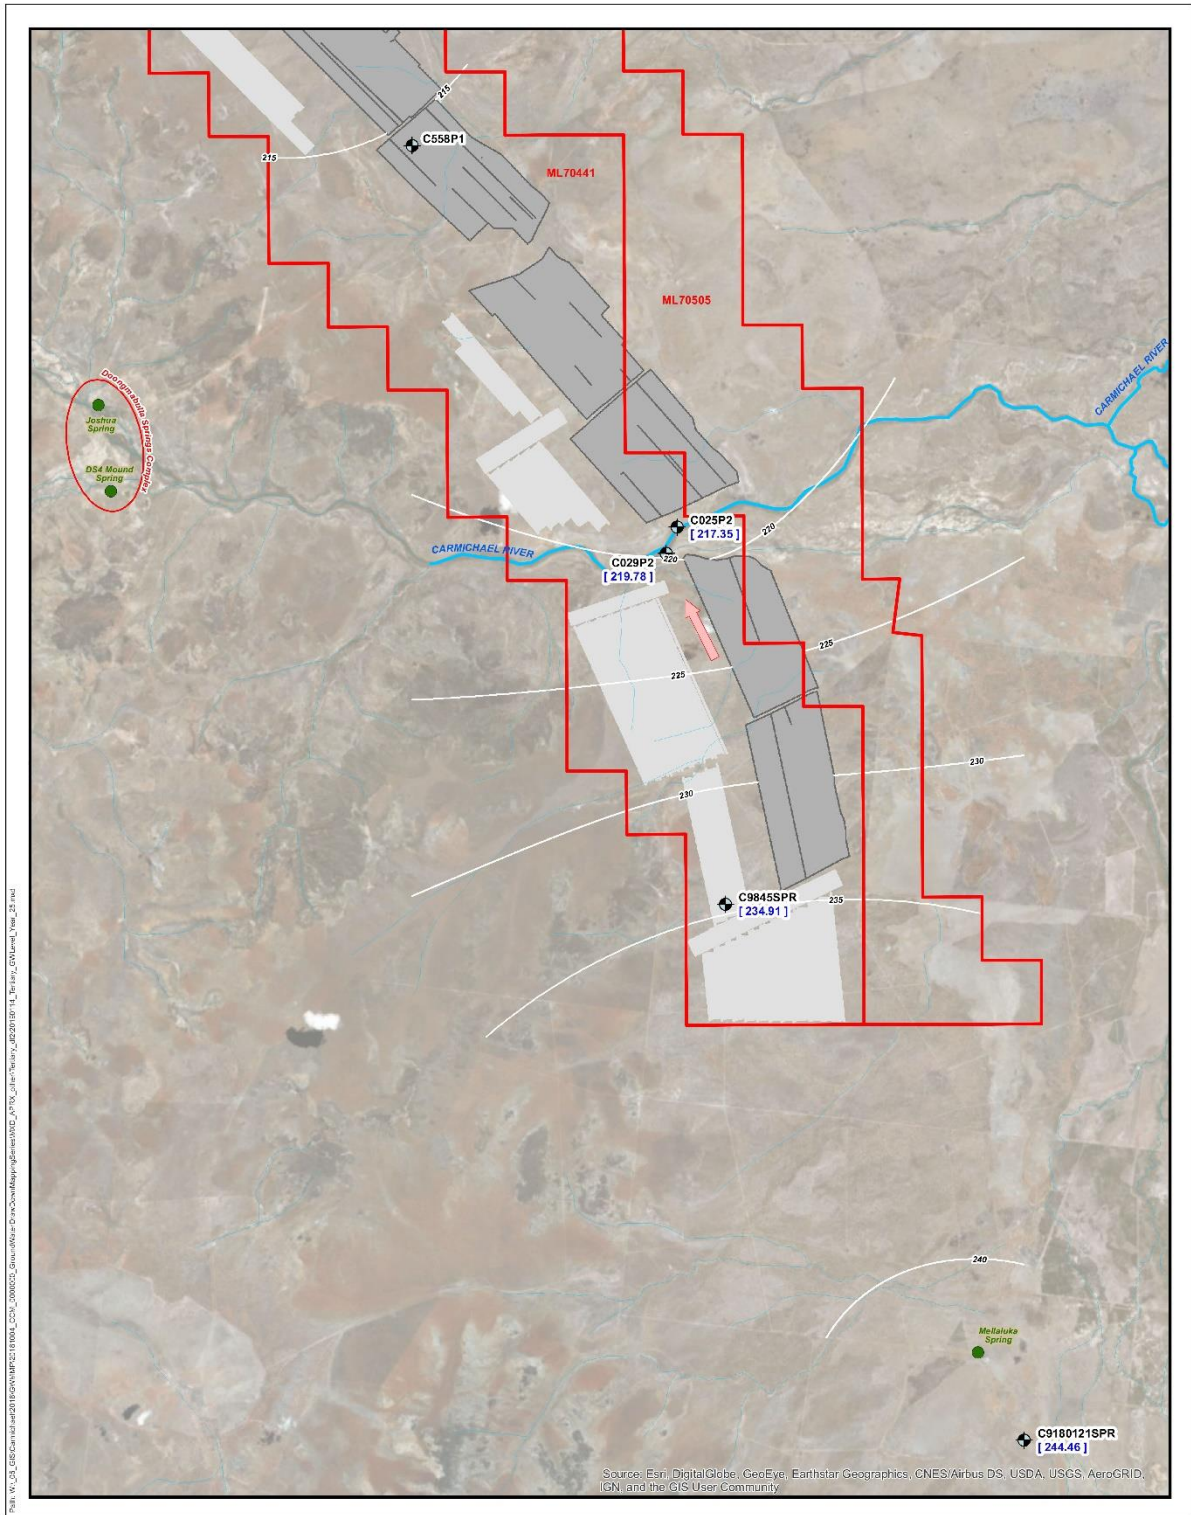 215
C558P1
215
ML70441
ML70505
CARMICHAEL RIVER
Doongmabulla Springs Complex
Joshua
Spring
DS4 Mound
Spring
C025P2
[ 217.35 ]
220
CARMICHAEL RIVER
220
C029P2
[ 219.78 ]
225
225
230
230
C9845SPR
[ 234.91 ]
235
240
Mellaluka
Spring
C9180121SPR
[ 244.46 ]
Source: Esri, DigitalGlobe, GeoEye, Earthstar Geographics, CNES/Airbus DS, USDA, USGS, AeroGRID,
IGN, and the GIS User Community